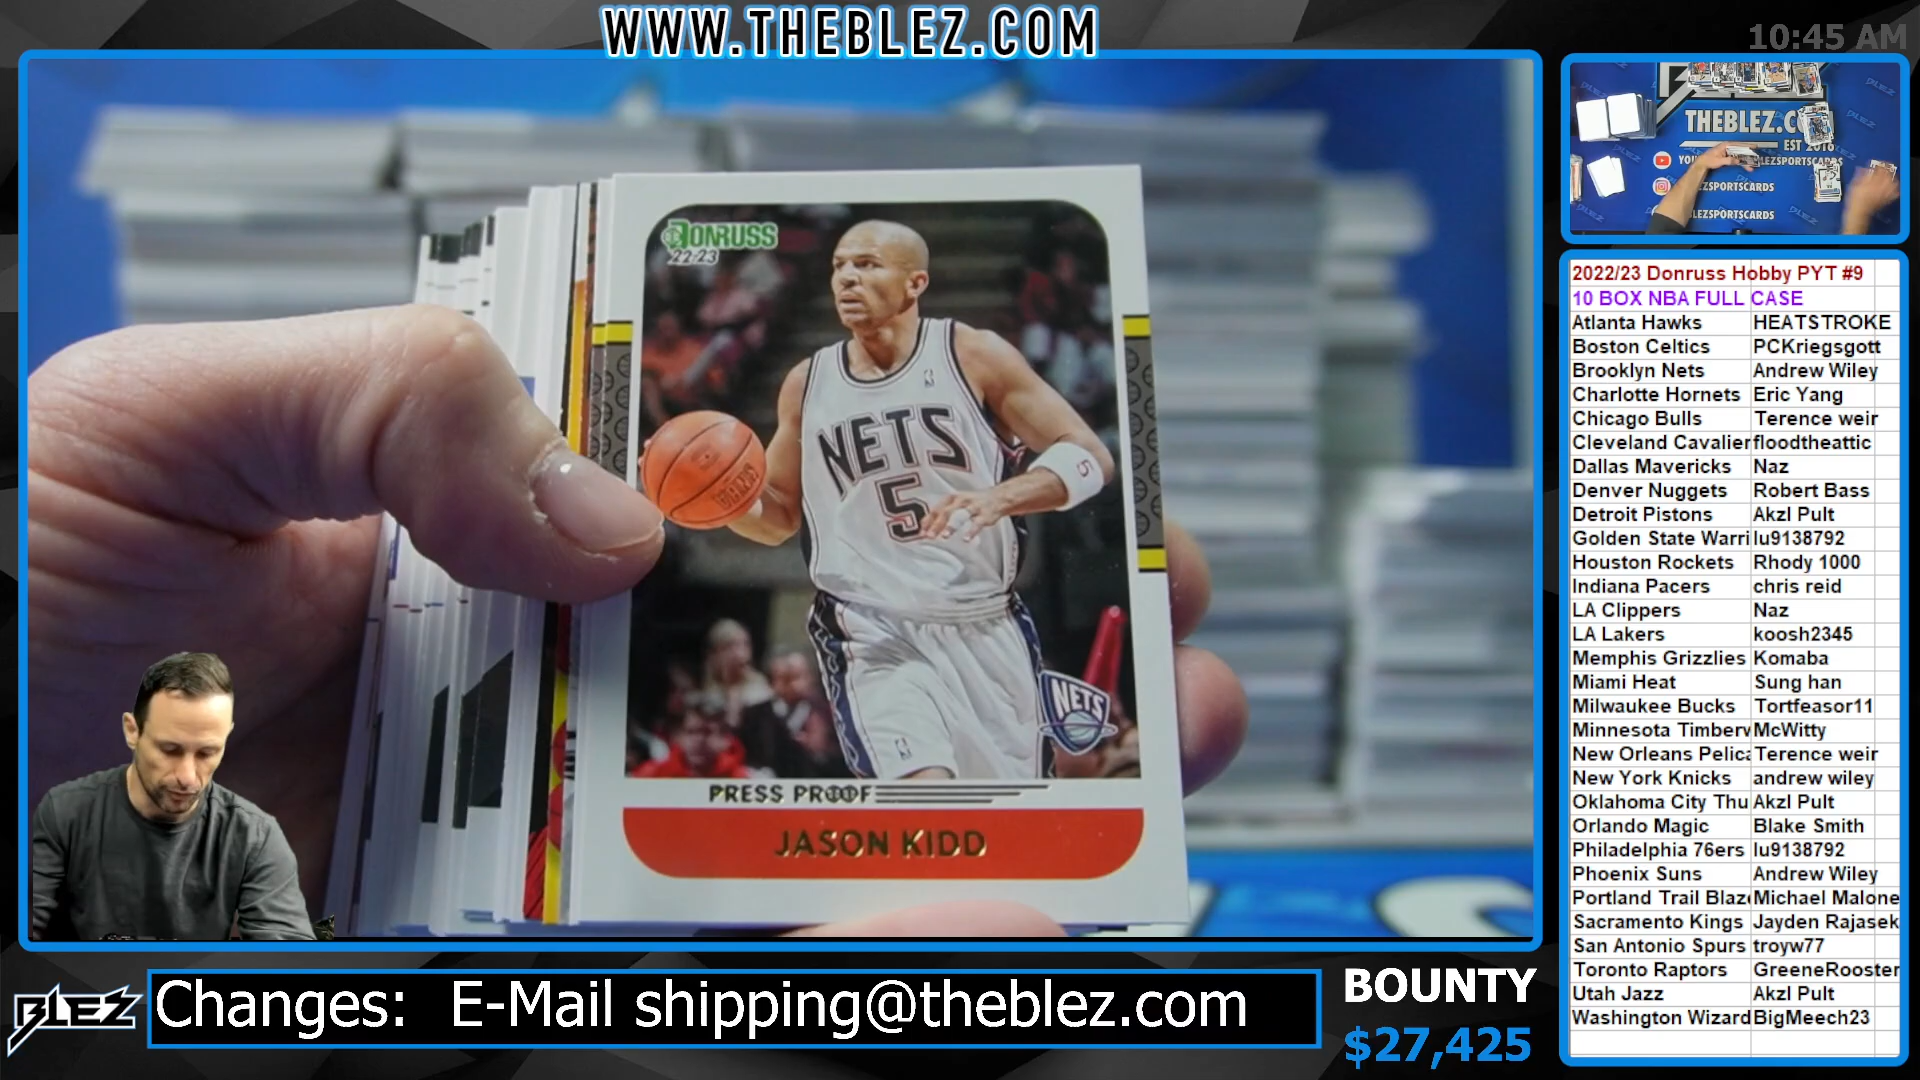 WWW.THEBLEZ.COM
10:45 AM
DONRUSS
22-23
NETS
5
5
NETS
PRESS PROOF
JASON KIDD
THEBLEZ.C
EST 2016
YOU
LEZSPORTSCARDS
LEZSPORTSCARDS
LEZSPORTSCARDS
2022/23 Donruss Hobby PYT #9
10 BOX NBA FULL CASE
Atlanta Hawks HEATSTROKE
Boston Celtics PCKriegsgott
Brooklyn Nets Andrew Wiley
Charlotte Hornets Eric Yang
Chicago Bulls Terence weir
Cleveland Cavalier floodtheattic
Dallas Mavericks Naz
Denver Nuggets Robert Bass
Detroit Pistons Akzl Pult
Golden State Warri lu9138792
Houston Rockets Rhody 1000
Indiana Pacers chris reid
LA Clippers Naz
LA Lakers koosh2345
Memphis Grizzlies Komaba
Miami Heat Sung han
Milwaukee Bucks Tortfeasor11
Minnesota Timberv McWitty
New Orleans Pelica Terence weir
New York Knicks andrew wiley
Oklahoma City Thu Akzl Pult
Orlando Magic Blake Smith
Philadelphia 76ers lu9138792
Phoenix Suns Andrew Wiley
Portland Trail Blaze Michael Malone
Sacramento Kings Jayden Rajasek
San Antonio Spurs troyw77
Toronto Raptors GreeneRooster
Utah Jazz Akzl Pult
Washington Wizard BigMeech23
BLEZ
Changes: E-Mail shipping@theblez.com
BOUNTY
$27,425